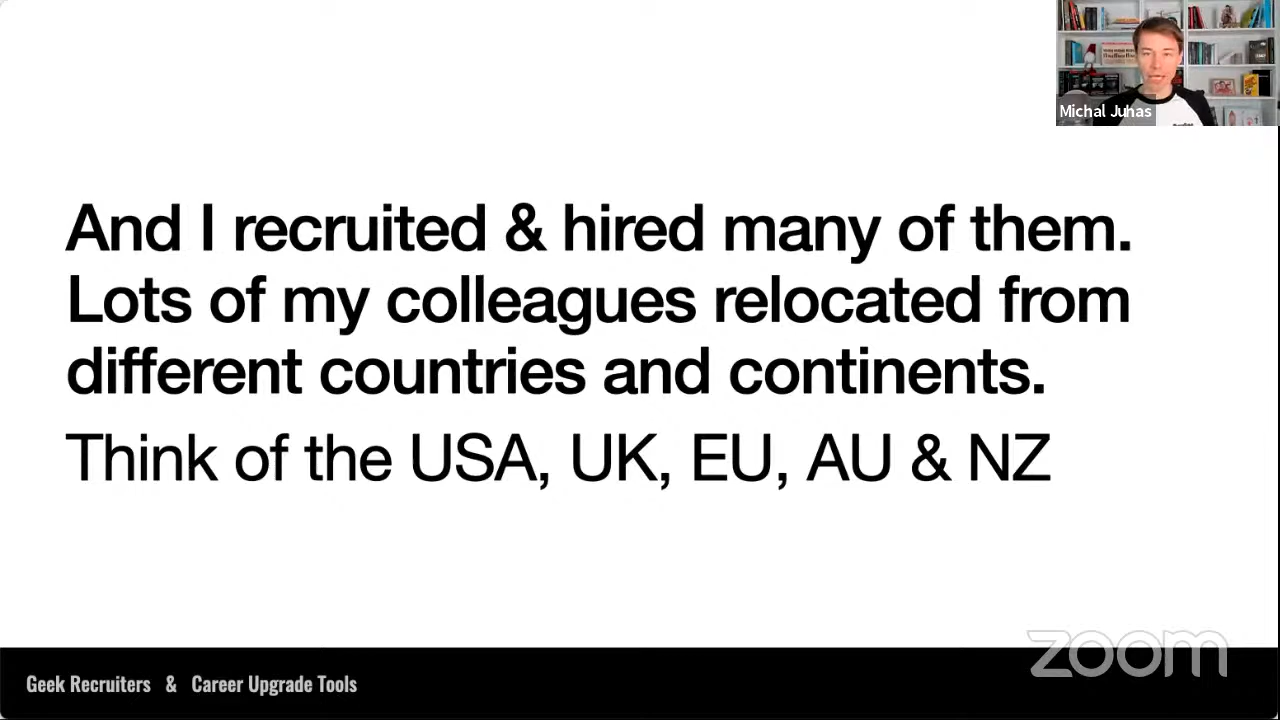 Michal Juhas
And I recruited & hired many of them.
Lots of my colleagues relocated from
different countries and continents.
Think of the USA, UK, EU, AU & NZ
zoom
Geek Recruiters & Career Upgrade Tools